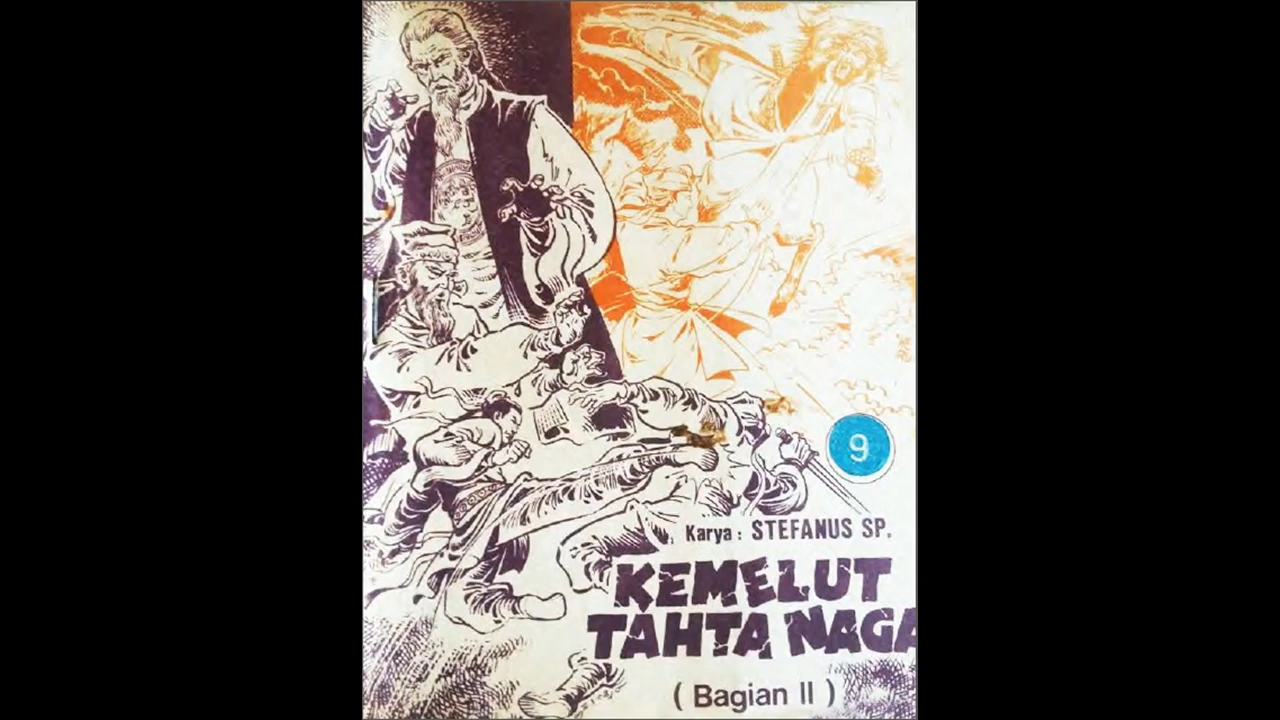 9
Karya : STEFANUS SP.
KEMELUT
TAHTA NAGA
( Bagian II )